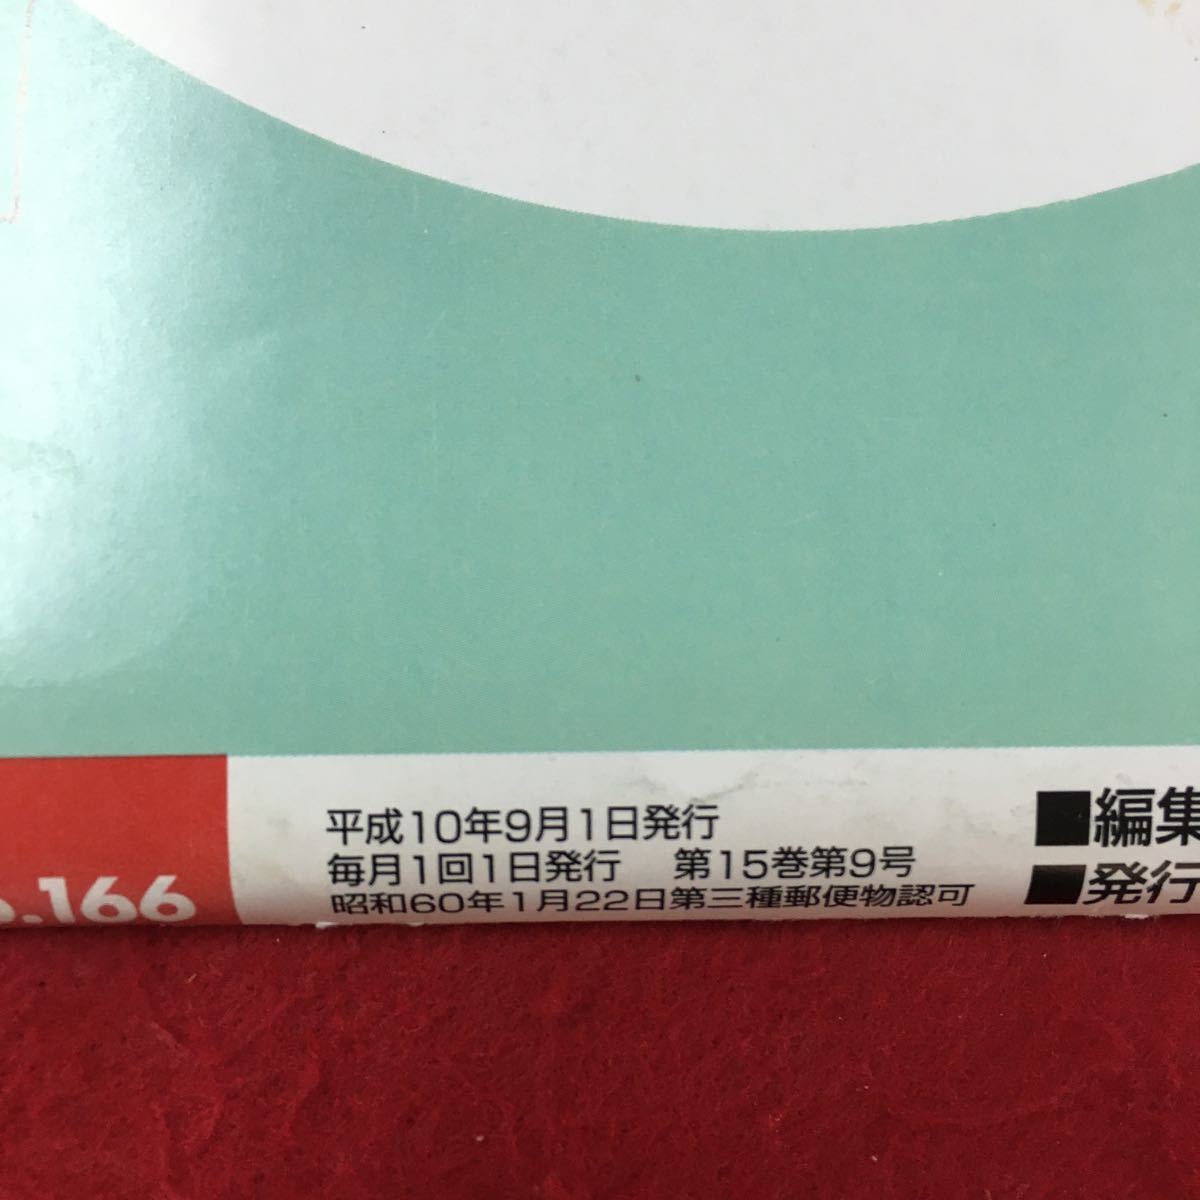 .166
平成10年9月1日発行
毎月1回1日発行　第15巻第9号
昭和60年1月22日第三種郵便物認可
■編集
■発行